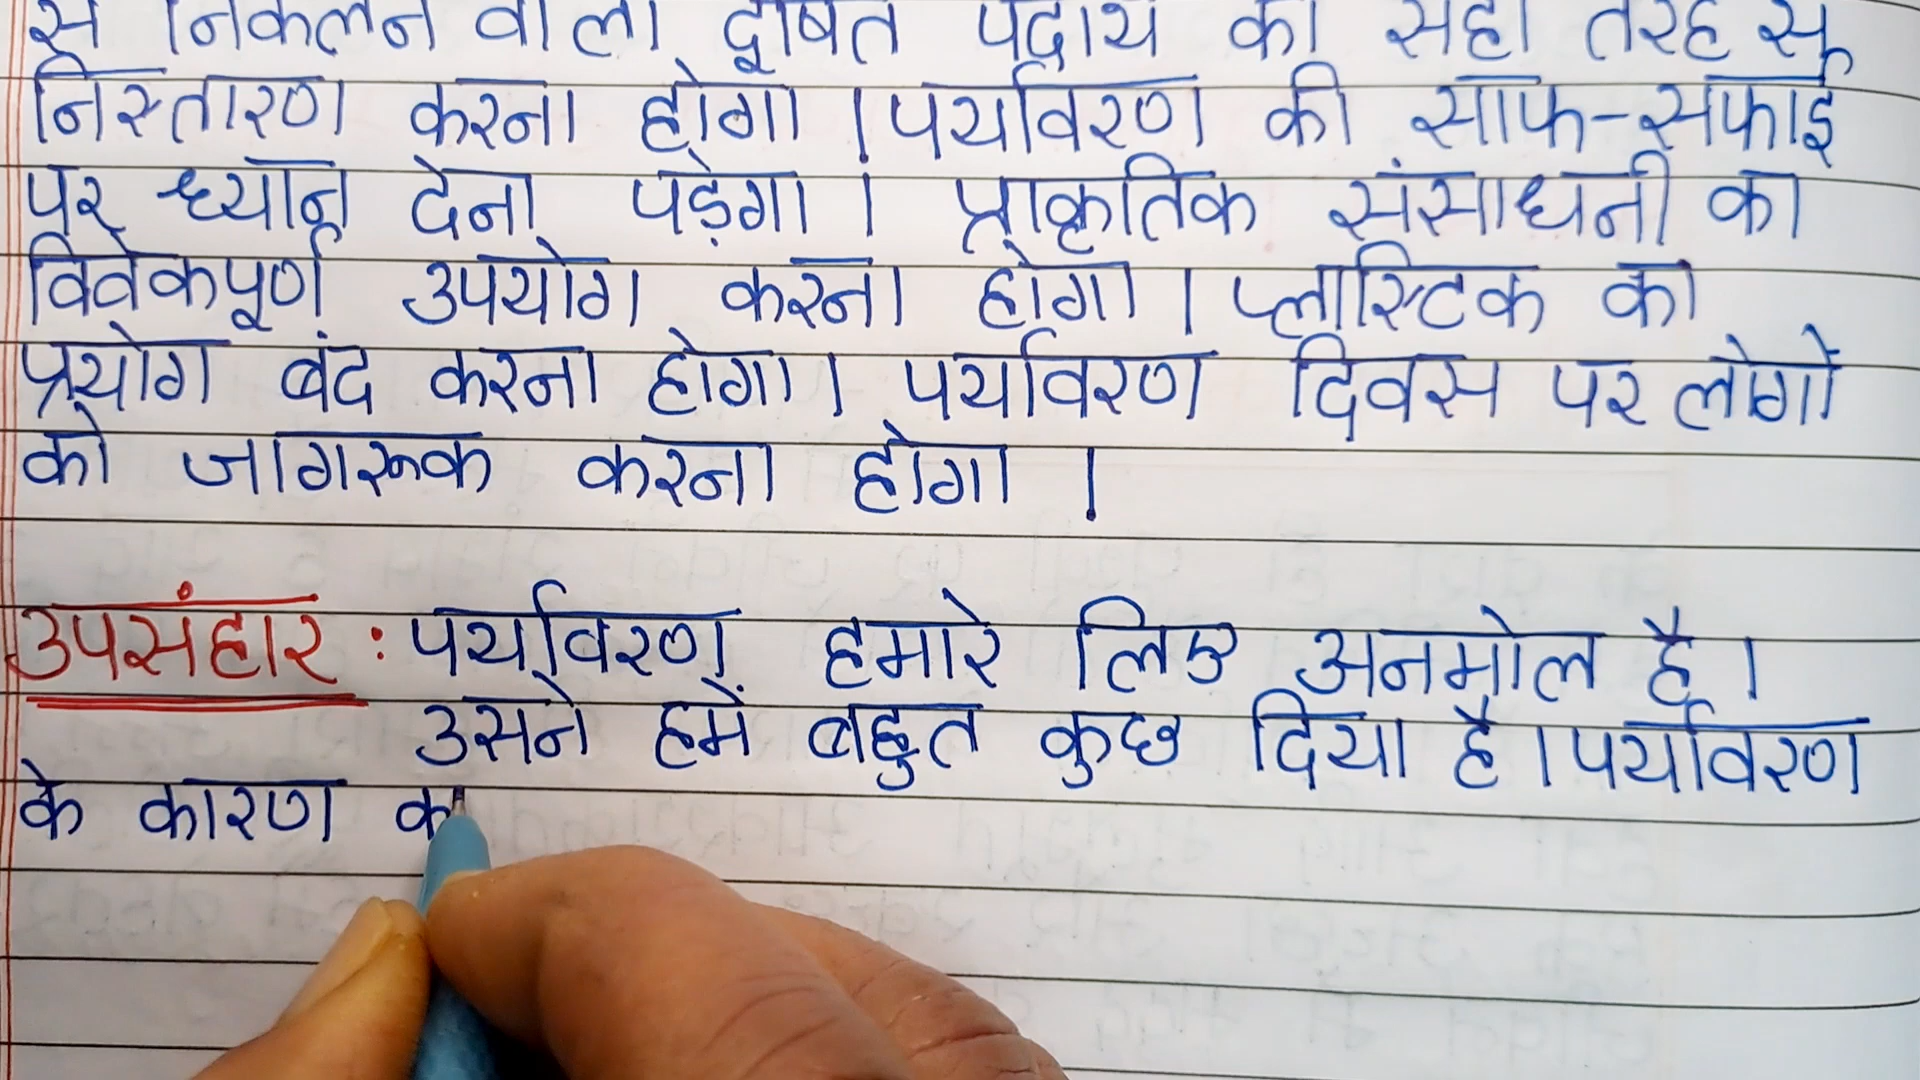 से निकलने वाला दूषित पदार्थ का सही तरह से
निस्तारण करना होगा । पर्यावरण की साफ-सफाई
पर ध्यान देना पड़ेगा । प्राकृतिक संसाधनों का
विवेकपूर्ण उपयोग करना होगा । प्लास्टिक का
प्रयोग बंद करना होगा । पर्यावरण दिवस पर लोगों
को जागरूक करना होगा ।
उपसंहार : पर्यावरण हमारे लिए अनमोल है ।
उसने हमें बहुत कुछ दिया है । पर्यावरण
के कारण क